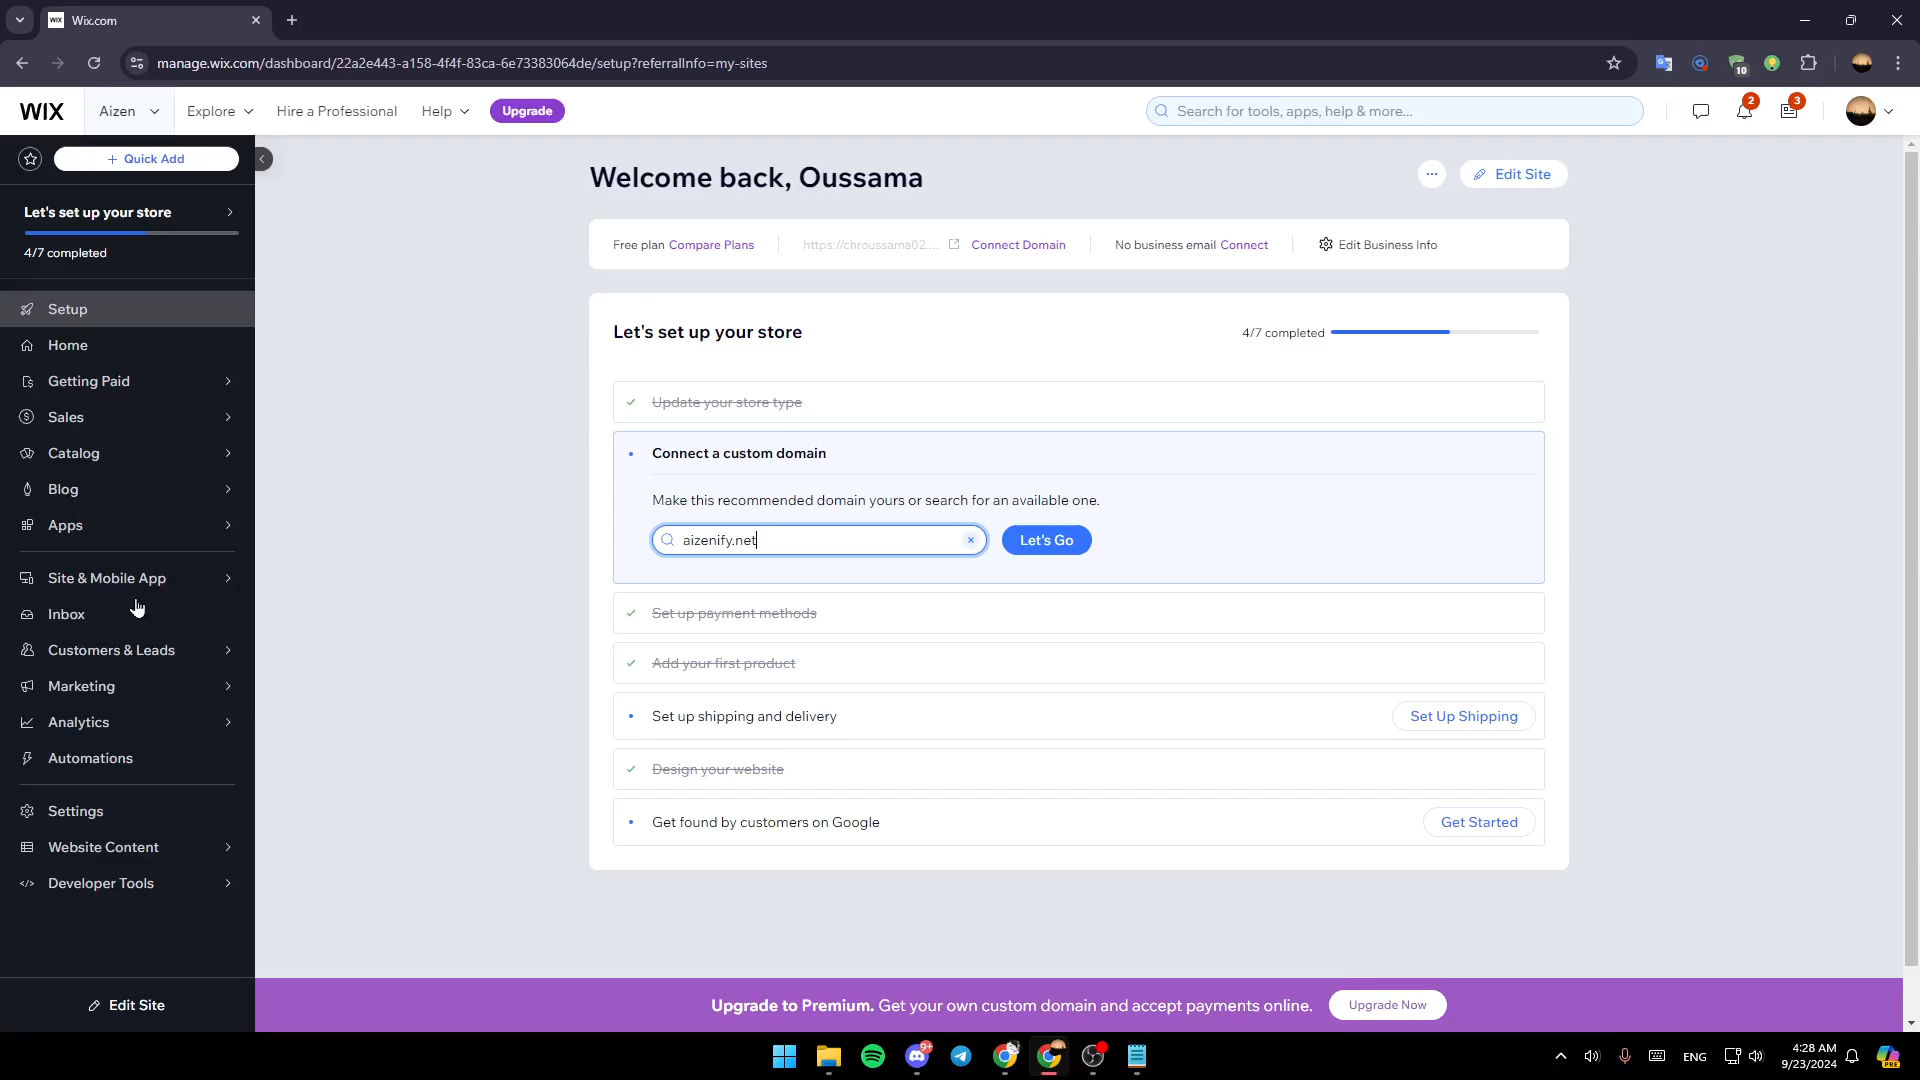 Wix.com
manage.wix.com/dashboard/22a2e443-a158-4f4f-83ca-6e73383064de/setup?referralInfo=my-sites
10
WIX
Aizen
Explore
Hire a Professional
Help
Upgrade
Search for tools, apps, help & more...
2
3
+ Quick Add
Let's set up your store
4/7 completed
Setup
Home
Getting Paid
Sales
Catalog
Blog
Apps
Site & Mobile App
Inbox
Customers & Leads
Marketing
Analytics
Automations
Settings
Website Content
Developer Tools
Edit Site
Welcome back, Oussama
Edit Site
Free plan Compare Plans
https://chroussama02... Connect Domain
No business email Connect
Edit Business Info
Let's set up your store
4/7 completed
Update your store type
Connect a custom domain
Make this recommended domain yours or search for an available one.
aizenify.net
Let's Go
Set up payment methods
Add your first product
Set up shipping and delivery
Set Up Shipping
Design your website
Get found by customers on Google
Get Started
Upgrade to Premium. Get your own custom domain and accept payments online.
Upgrade Now
9+
ENG
4:28 AM
9/23/2024
PRE